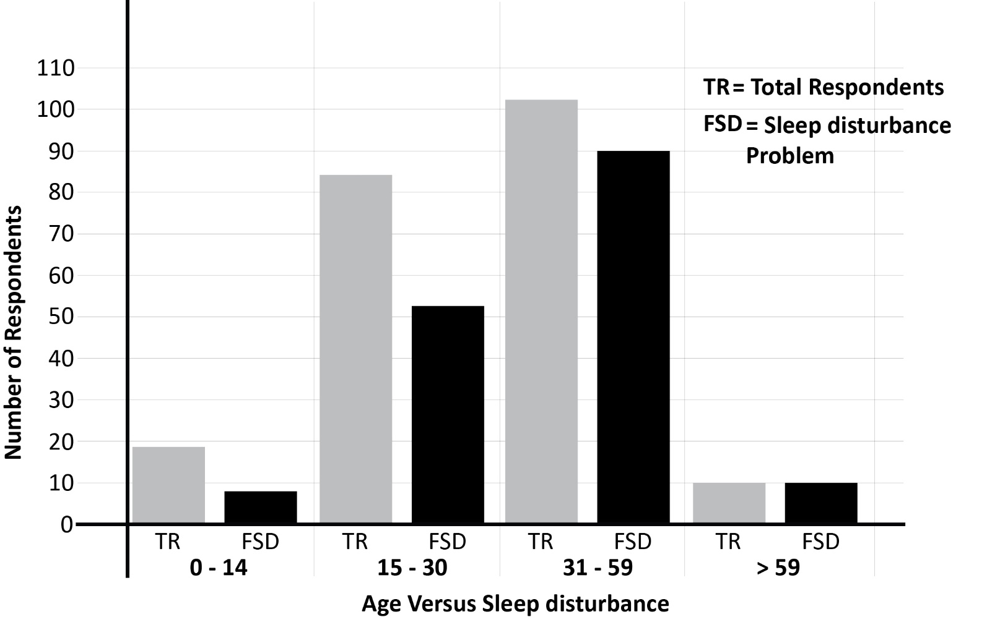 110
100
90
80
70
60
50
40
30
20
10
0
Number of Respondents
TR = Total Respondents
FSD = Sleep disturbance
Problem
TR FSD TR FSD TR FSD TR FSD
0 - 14 15 - 30 31 - 59 > 59
Age Versus Sleep disturbance